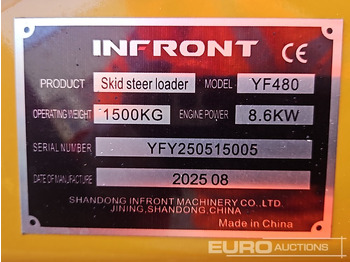 INFRONT CE
PRODUCT Skid steer loader MODEL YF480
OPERATING WEIGHT 1500KG ENGINE POWER 8.6KW
SERIAL NUMBER YFY250515005
DATE OF MANUFACTURE 2025 08
SHANDONG INFRONT MACHINERY CO.,LTD.
JINING,SHANDONG,CHINA
Made in China
EURO AUCTIONS